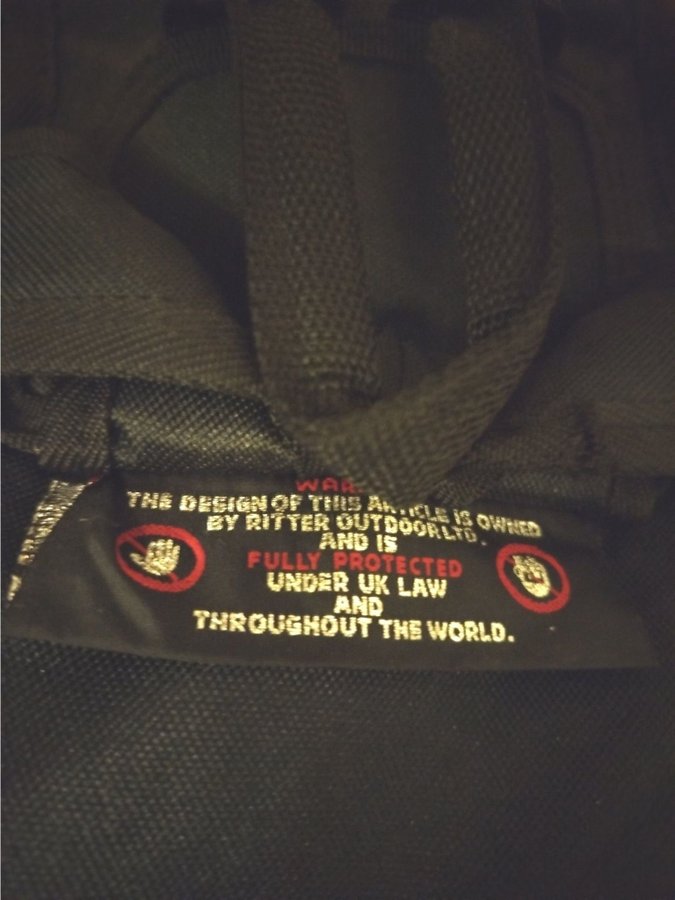 WAR
THE DESIGN OF THIS ARTICLE IS OWNED
BY RITTER OUTDOOR LTD.
AND IS
FULLY PROTECTED
UNDER UK LAW
AND
THROUGHOUT THE WORLD.